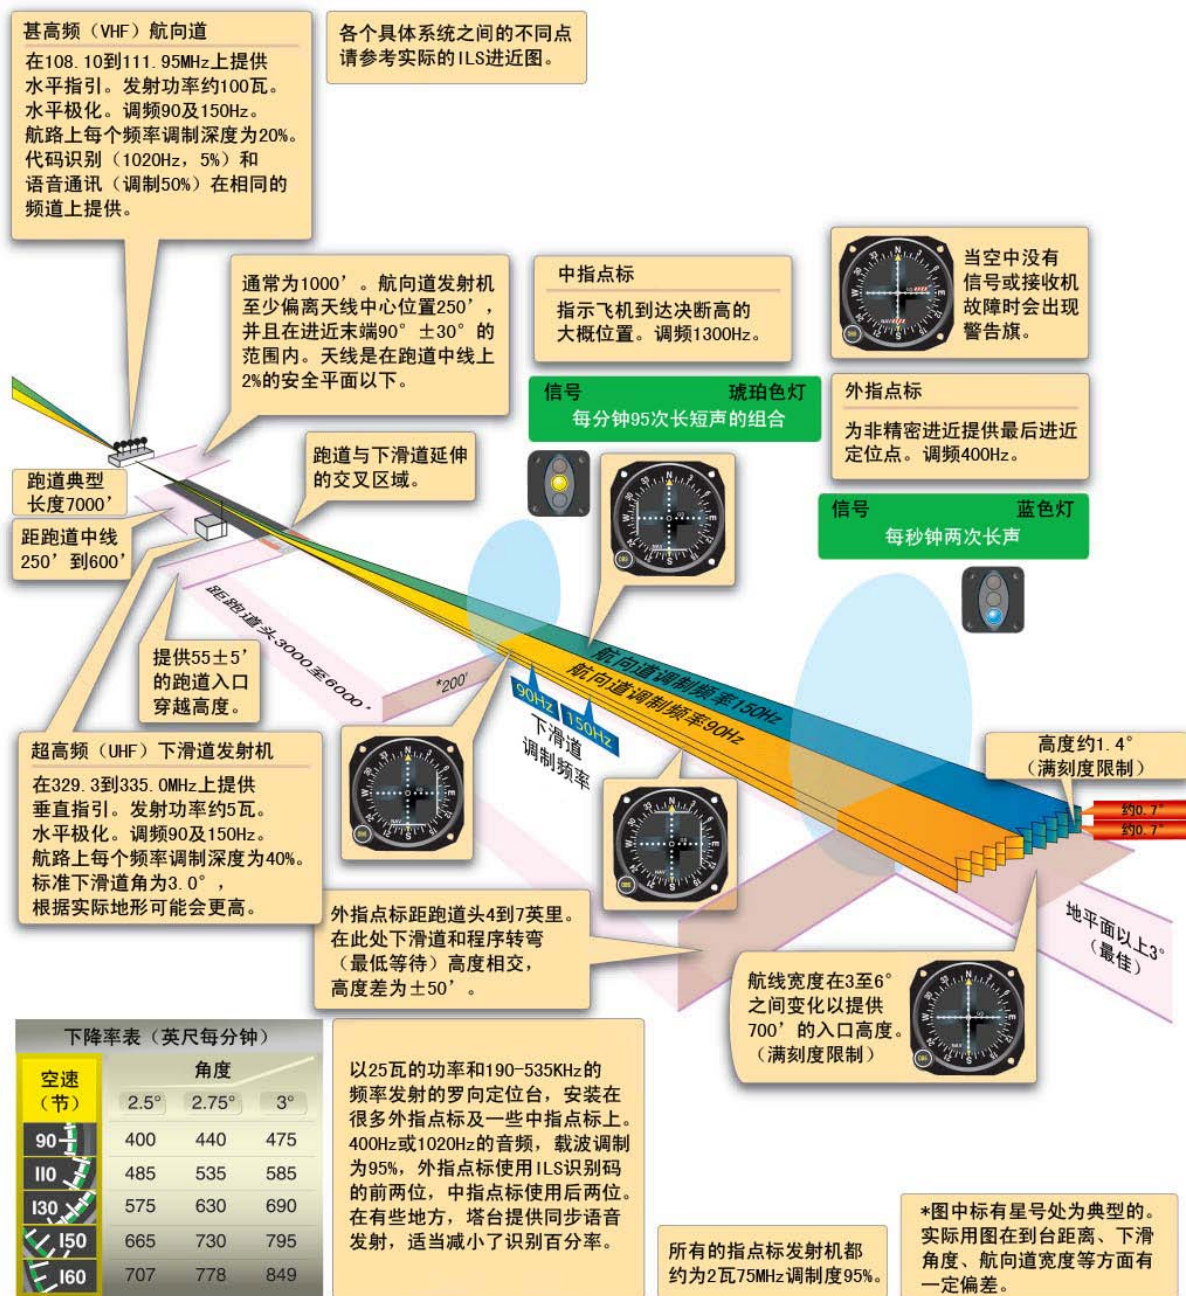 甚高频（VHF）航向道
在108.10到111.95MHz上提供
水平指引。发射功率约100瓦。
水平极化。调频90及150Hz。
航路上每个频率调制深度为20%。
代码识别（1020Hz, 5%）和
语音通讯（调制50%）在相同的
频道上提供。
各个具体系统之间的不同点
请参考实际的ILS进近图。
通常为1000′。航向道发射机
至少偏离天线中心位置250′，
并且在进近末端90°±30°的
范围内。天线是在跑道中线上
2%的安全平面以下。
中指点标
指示飞机到达决断高的
大概位置。调频1300Hz。
信号 琥珀色灯
每分钟95次长短声的组合
当空中没有
信号或接收机
故障时会出现
警告旗。
外指点标
为非精密进近提供最后进近
定位点。调频400Hz。
信号 蓝色灯
每秒钟两次长声
跑道与下滑道延伸
的交叉区域。
跑道典型
长度7000′
距跑道中线
250′到600′
距跑道头3000至6000*
提供55±5′
的跑道入口
穿越高度。
*200′
航向道调制频率150Hz
航向道调制频率90Hz
90Hz 150Hz
下滑道
调制频率
超高频（UHF）下滑道发射机
在329.3到335.0MHz上提供
垂直指引。发射功率约5瓦。
水平极化。调频90及150Hz。
航路上每个频率调制深度为40%。
标准下滑道角为3.0°，
根据实际地形可能会更高。
高度约1.4°
（满刻度限制）
约0.7°
约0.7°
地平面以上3°
（最佳）
外指点标距跑道头4到7英里。
在此处下滑道和程序转弯
（最低等待）高度相交，
高度差为±50′。
航线宽度在3至6°
之间变化以提供
700′的入口高度。
（满刻度限制）
下降率表（英尺每分钟）
空速
（节）
角度
2.5° 2.75° 3°
90 400 440 475
110 485 535 585
130 575 630 690
150 665 730 795
160 707 778 849
以25瓦的功率和190-535KHz的
频率发射的罗向定位台，安装在
很多外指点标及一些中指点标上。
400Hz或1020Hz的音频，载波调制
为95%，外指点标使用ILS识别码
的前两位，中指点标使用后两位。
在有些地方，塔台提供同步语音
发射，适当减小了识别百分率。
所有的指点标发射机都
约为2瓦75MHz调制度95%。
*图中标有星号处为典型的。
实际用图在到台距离、下滑
角度、航向道宽度等方面有
一定偏差。